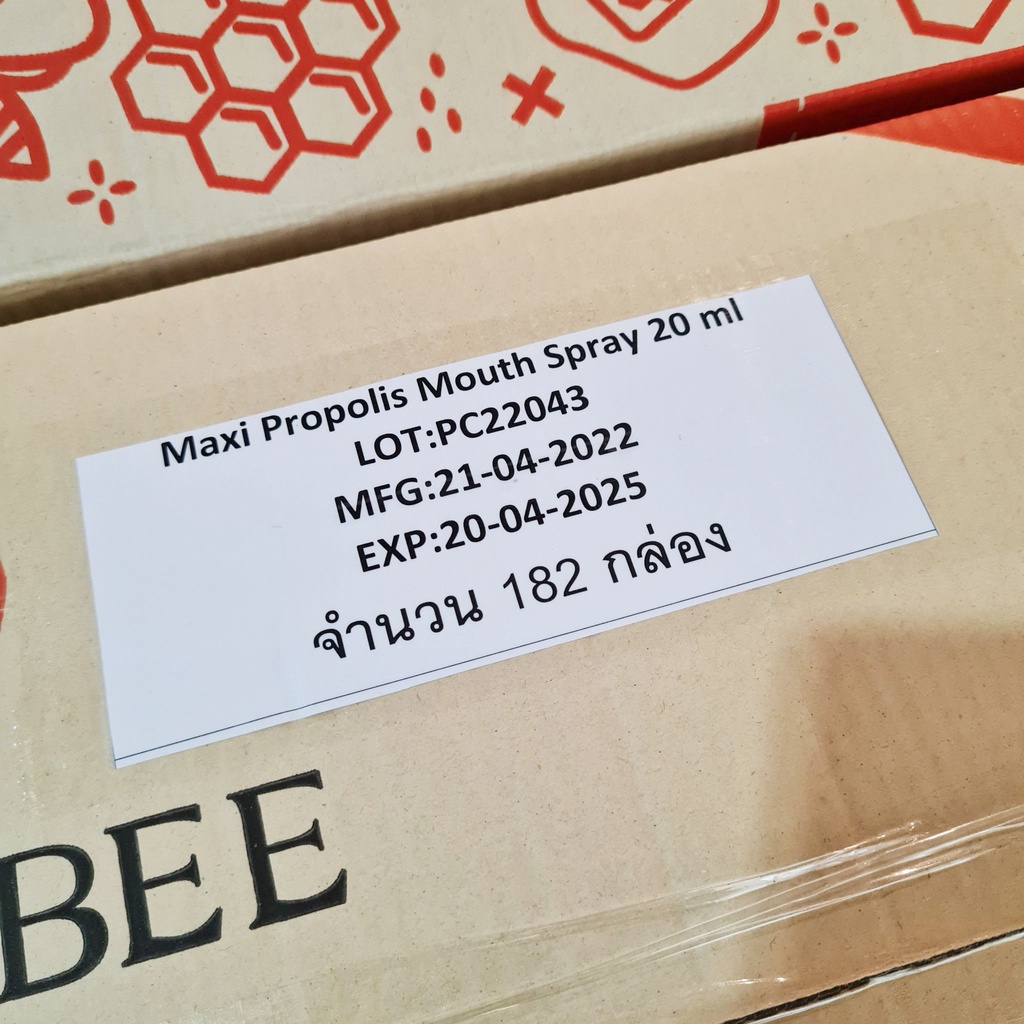 Maxi Propolis Mouth Spray 20 ml
LOT:PC22043
MFG:21-04-2022
EXP:20-04-2025
จำนวน 182 กล่อง
BEE